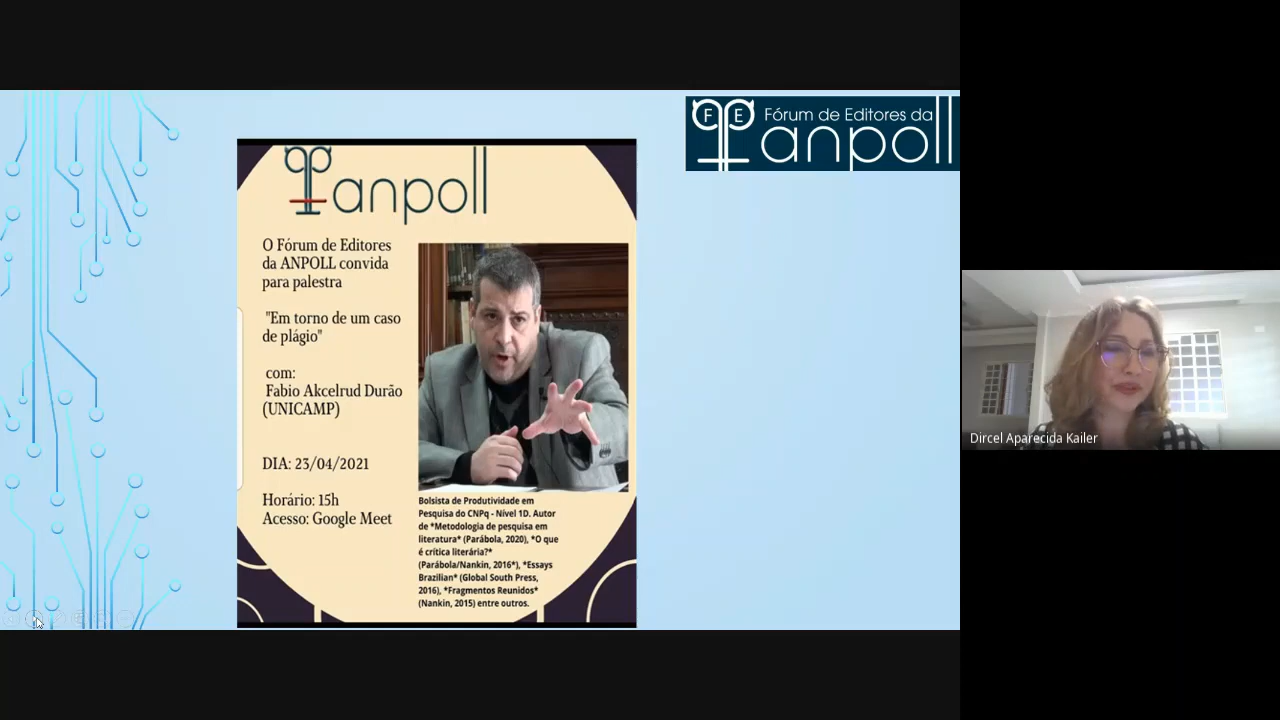 F E
Fórum de Editores da
anpoll
anpoll
O Fórum de Editores
da ANPOLL convida
para palestra
"Em torno de um caso
de plágio"
com:
Fabio Akcelrud Durão
(UNICAMP)
DIA: 23/04/2021
Horário: 15h
Acesso: Google Meet
Bolsista de Produtividade em
Pesquisa do CNPq - Nível 1D. Autor
de *Metodologia de pesquisa em
literatura* (Parábola, 2020), *O que
é crítica literária?*
(Parábola/Nankin, 2016*), *Essays
Brazilian* (Global South Press,
2016), *Fragmentos Reunidos*
(Nankin, 2015) entre outros.
Dircel Aparecida Kailer